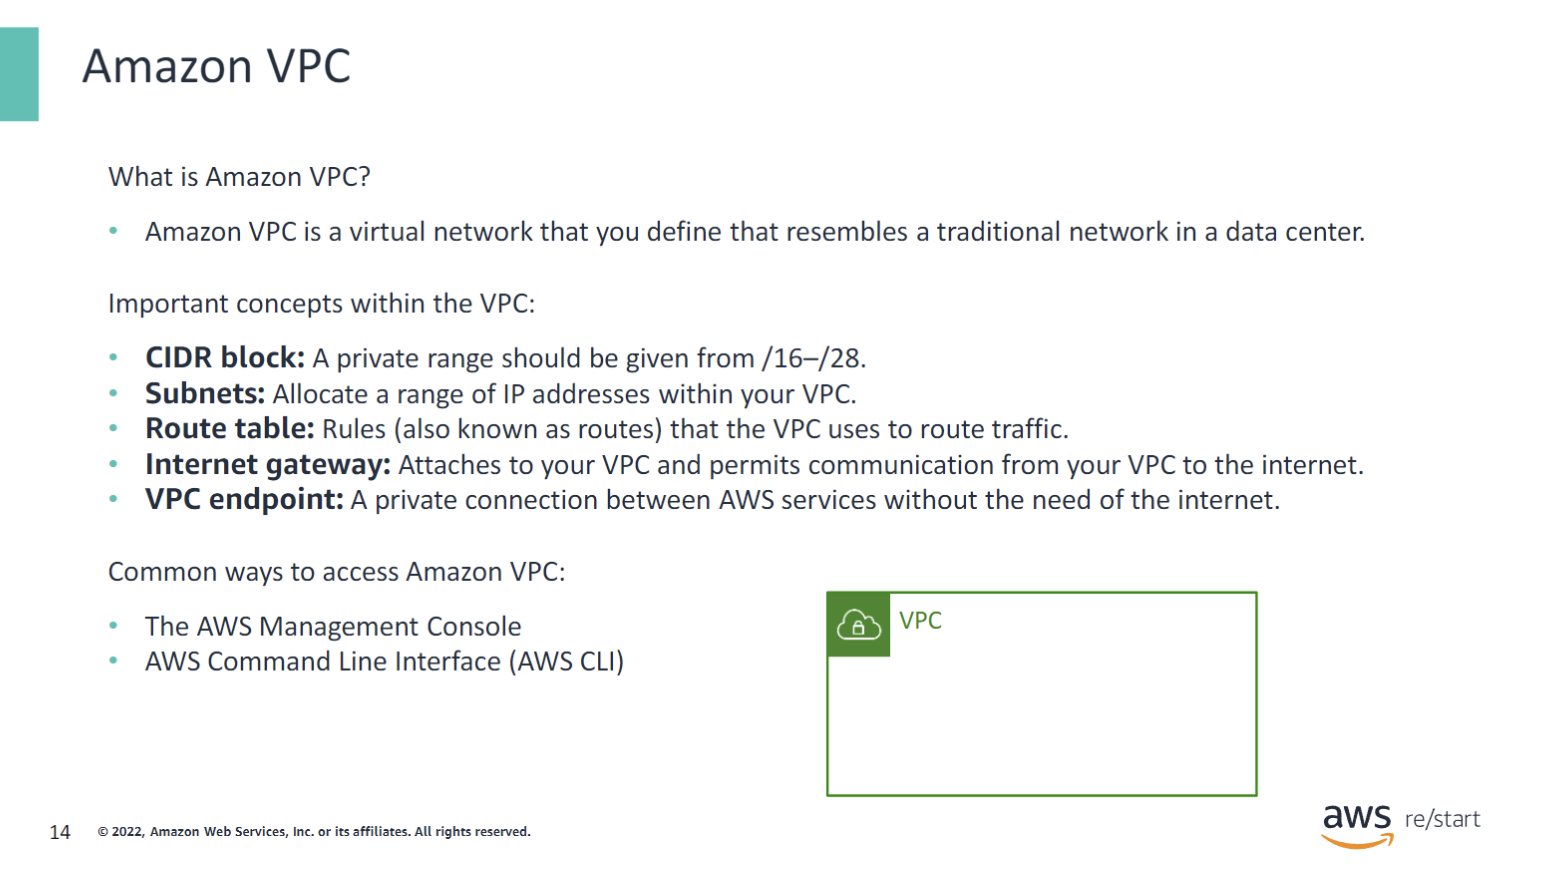 Amazon VPC
What is Amazon VPC?
• Amazon VPC is a virtual network that you define that resembles a traditional network in a data center.
Important concepts within the VPC:
• CIDR block: A private range should be given from /16–/28.
• Subnets: Allocate a range of IP addresses within your VPC.
• Route table: Rules (also known as routes) that the VPC uses to route traffic.
• Internet gateway: Attaches to your VPC and permits communication from your VPC to the internet.
• VPC endpoint: A private connection between AWS services without the need of the internet.
Common ways to access Amazon VPC:
• The AWS Management Console
• AWS Command Line Interface (AWS CLI)
VPC
14 © 2022, Amazon Web Services, Inc. or its affiliates. All rights reserved.
aws re/start